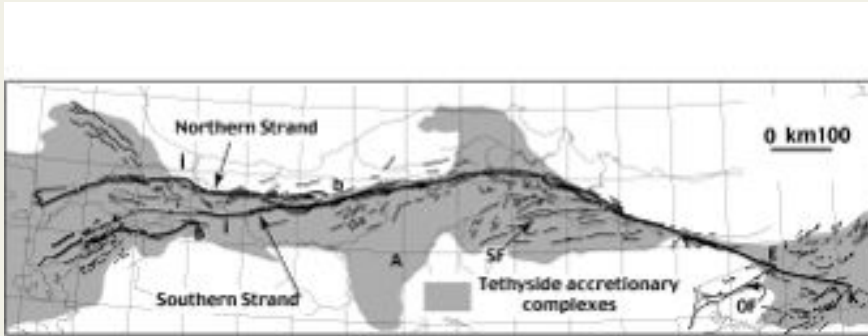 Northern Strand
I
0 km100
b
i
B
A
SF
E
Southern Strand
Tethyside accretionary
complexes
OF
K